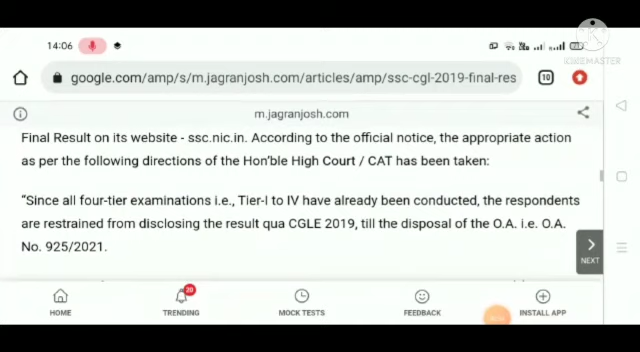 14:06
KINEMASTER
google.com/amp/s/m.jagranjosh.com/articles/amp/ssc-cgl-2019-final-res
10
m.jagranjosh.com
Final Result on its website - ssc.nic.in. According to the official notice, the appropriate action
as per the following directions of the Hon'ble High Court / CAT has been taken:
“Since all four-tier examinations i.e., Tier-I to IV have already been conducted, the respondents
are restrained from disclosing the result qua CGLE 2019, till the disposal of the O.A. i.e. O.A.
No. 925/2021.
NEXT
20
HOME
TRENDING
MOCK TESTS
FEEDBACK
INSTALL APP